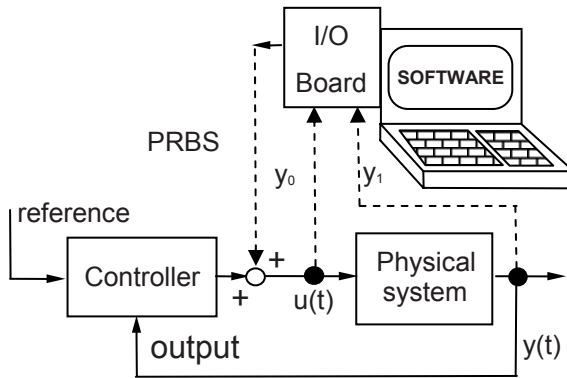 I/O
Board
SOFTWARE
PRBS
y0
y1
reference
Controller
+
+
u(t)
Physical
system
output
y(t)